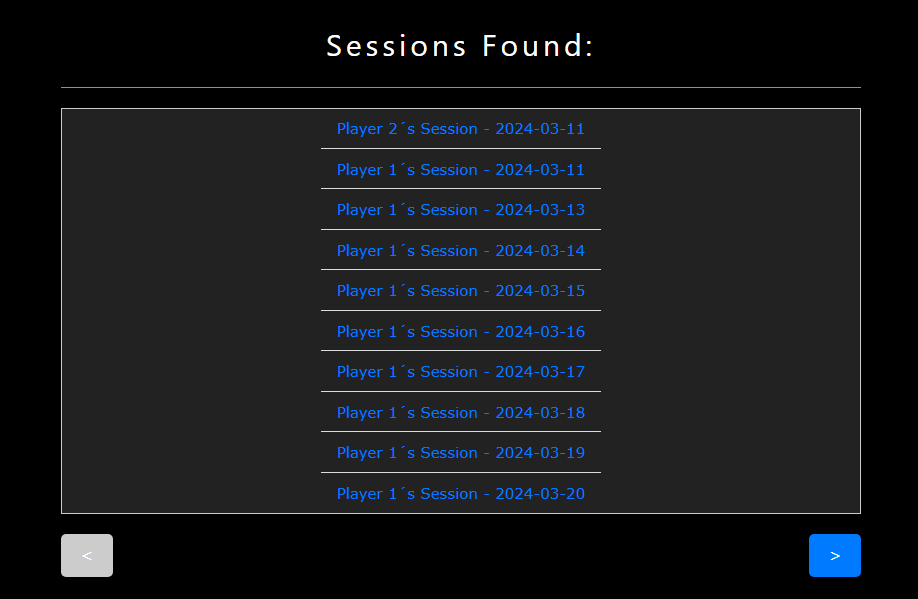 Sessions Found:
Player 2´s Session - 2024-03-11
Player 1´s Session - 2024-03-11
Player 1´s Session - 2024-03-13
Player 1´s Session - 2024-03-14
Player 1´s Session - 2024-03-15
Player 1´s Session - 2024-03-16
Player 1´s Session - 2024-03-17
Player 1´s Session - 2024-03-18
Player 1´s Session - 2024-03-19
Player 1´s Session - 2024-03-20
< >